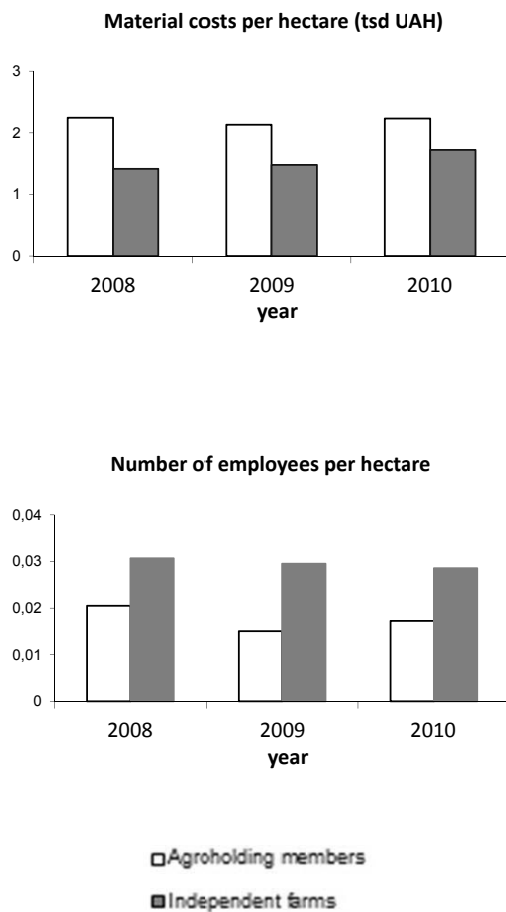 Material costs per hectare (tsd UAH)
3
2
1
0
2008 2009 2010
year
Number of employees per hectare
0,04
0,03
0,02
0,01
0
2008 2009 2010
year
Agroholding members
Independent farms